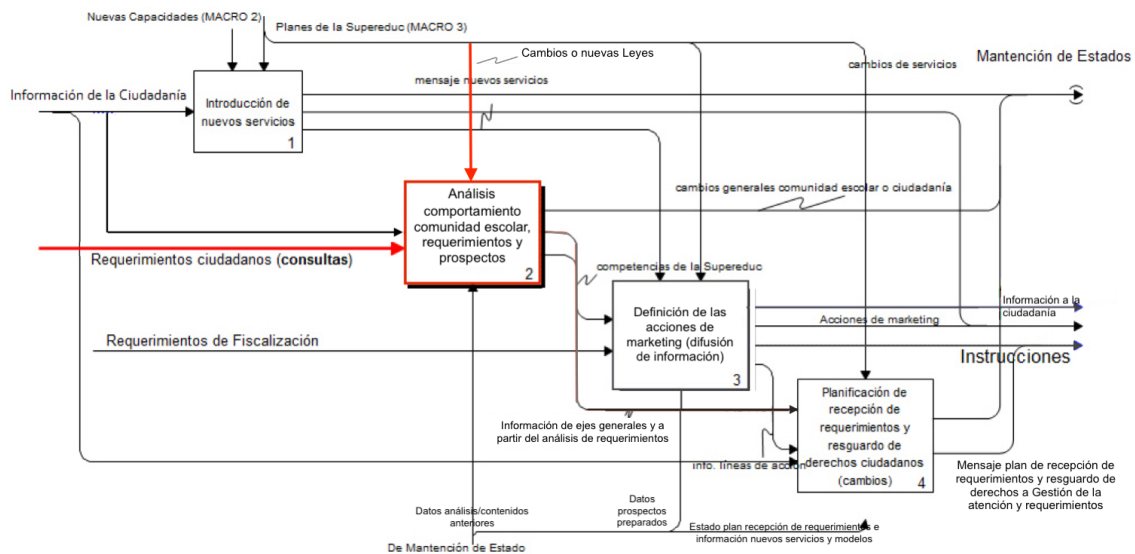 Nuevas Capacidades (MACRO 2)
Planes de la Supereduc (MACRO 3)
Cambios o nuevas Leyes
Mantención de Estados
cambios de servicios
mensaje nuevos servicios
Información de la Ciudadanía
Introducción de
nuevos servicios
1
Análisis
comportamiento
comunidad escolar,
requerimientos y
prospectos
2
cambios generales comunidad escolar o ciudadanía
Requerimientos ciudadanos (consultas)
competencias de la Supereduc
Definición de las
acciones de
marketing (difusión
de información)
3
Información a la
ciudadanía
Acciones de marketing
Instrucciones
Requerimientos de Fiscalización
Planificación de
recepción de
requerimientos y
resguardo de
derechos ciudadanos
(cambios)
4
Información de ejes generales y a
partir del análisis de requerimientos
info. líneas de acción
Mensaje plan de recepción de
requerimientos y resguardo de
derechos a Gestión de la
atención y requerimientos
Datos análisis/contenidos
anteriores
Datos
prospectos
preparados
Estado plan recepción de requerimientos e
información nuevos servicios y modelos
De Mantención de Estado